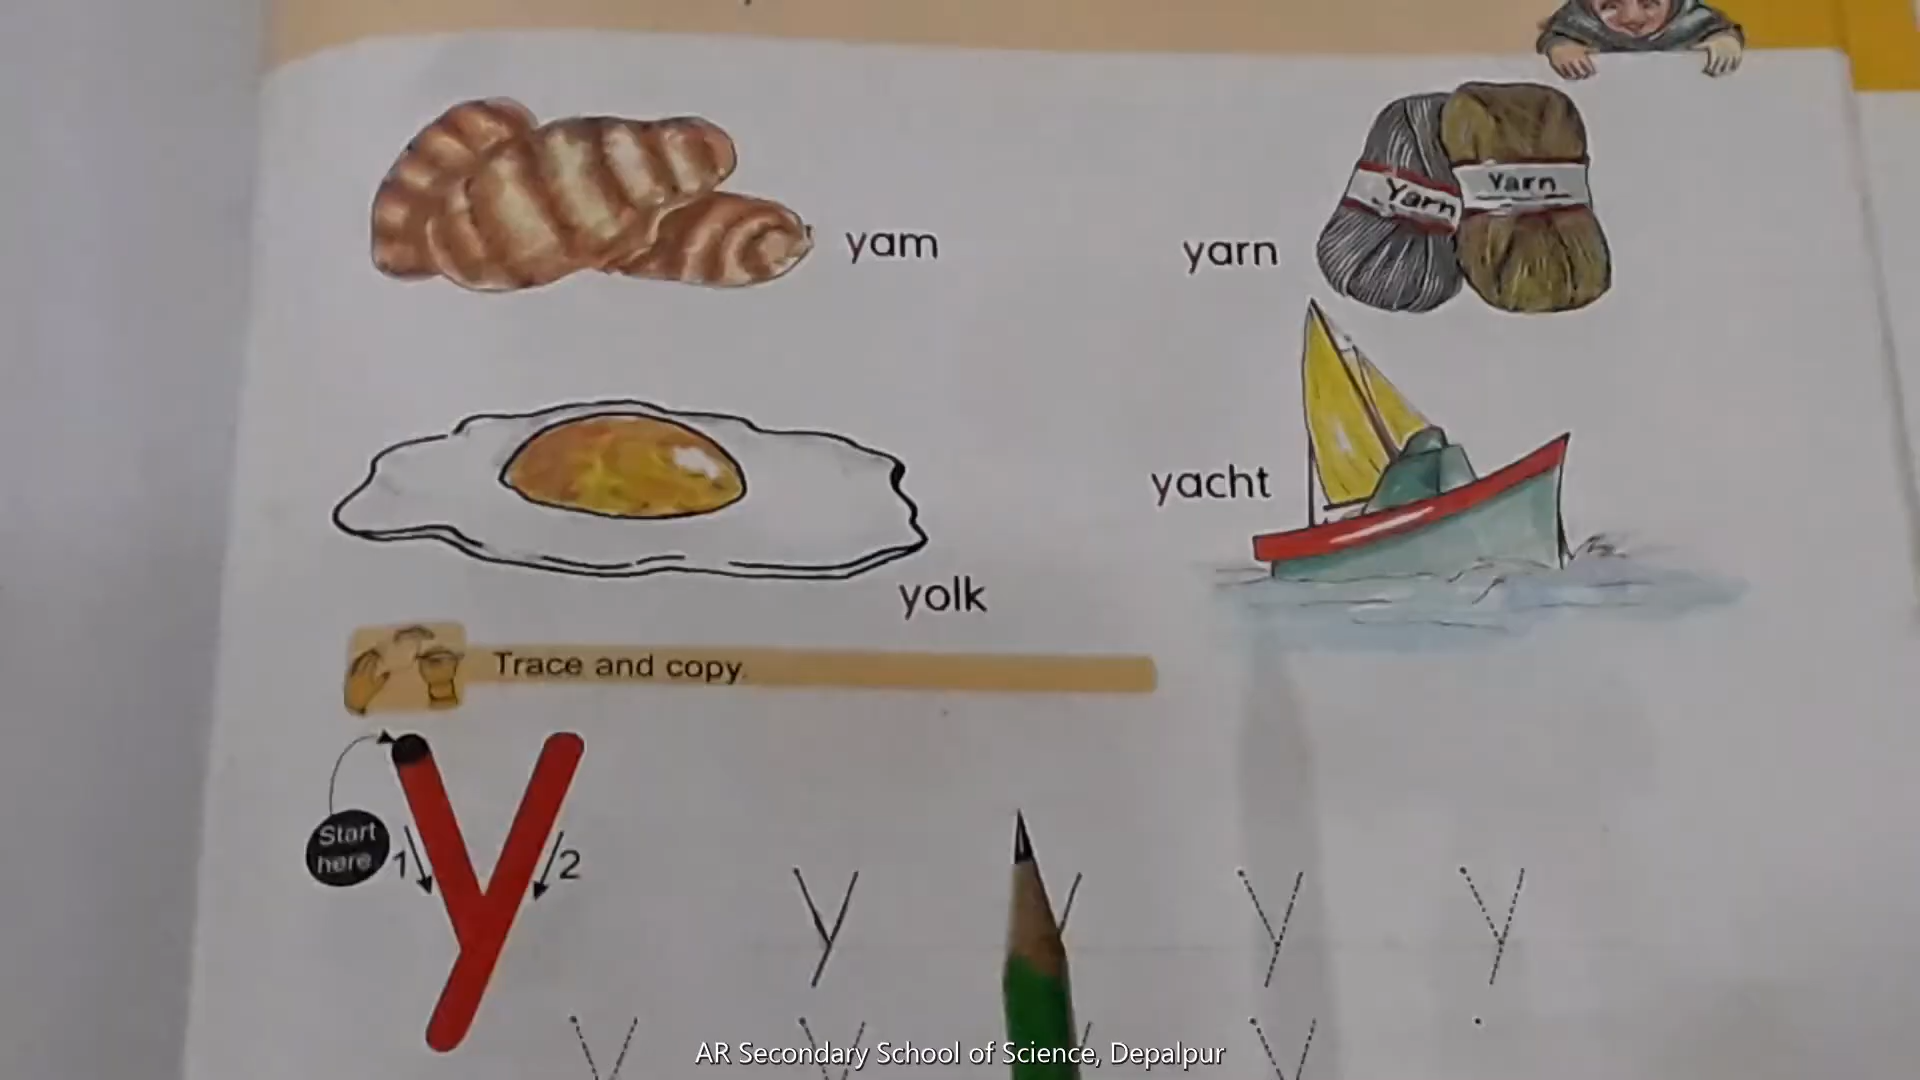 yam
yarn
Yarn
Yarn
yacht
yolk
Trace and copy.
Start
here
1
2
y
y
y
y
y
y
y
y
AR Secondary School of Science, Depalpur